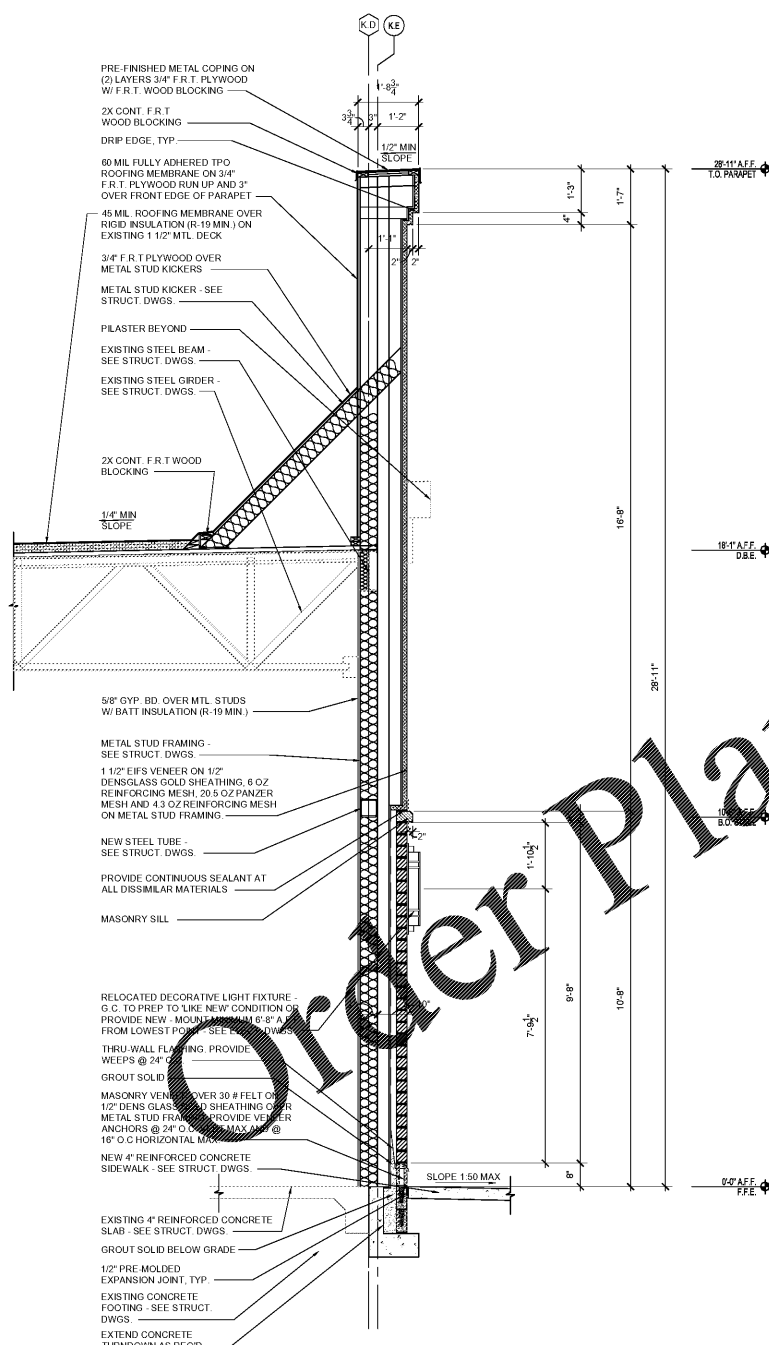 K.D
K.E
PRE-FINISHED METAL COPING ON
(2) LAYERS 3/4" F.R.T. PLYWOOD
W/ F.R.T. WOOD BLOCKING
2X CONT. F.R.T
WOOD BLOCKING
DRIP EDGE, TYP.
60 MIL FULLY ADHERED TPO
ROOFING MEMBRANE ON 3/4"
F.R.T. PLYWOOD RUN UP AND 3"
OVER FRONT EDGE OF PARAPET
45 MIL. ROOFING MEMBRANE OVER
RIGID INSULATION (R-19 MIN.) ON
EXISTING 1 1/2" MTL. DECK
3/4" F.R.T PLYWOOD OVER
METAL STUD KICKERS
METAL STUD KICKER - SEE
STRUCT. DWGS.
PILASTER BEYOND
EXISTING STEEL BEAM -
SEE STRUCT. DWGS.
EXISTING STEEL GIRDER -
SEE STRUCT. DWGS.
2X CONT. F.R.T WOOD
BLOCKING
1/4" MIN
SLOPE
5/8" GYP. BD. OVER MTL. STUDS
W/ BATT INSULATION (R-19 MIN.)
METAL STUD FRAMING -
SEE STRUCT. DWGS.
1 1/2" EIFS VENEER ON 1/2"
DENSGLASS GOLD SHEATHING, 6 OZ
REINFORCING MESH, 20.5 OZ PANZER
MESH AND 4.3 OZ REINFORCING MESH
ON METAL STUD FRAMING.
NEW STEEL TUBE -
SEE STRUCT. DWGS.
PROVIDE CONTINUOUS SEALANT AT
ALL DISSIMILAR MATERIALS
MASONRY SILL
RELOCATED DECORATIVE LIGHT FIXTURE -
G.C. TO PREP TO 'LIKE NEW' CONDITION OR
PROVIDE NEW - MOUNT MINIMUM 6'-8" A
FROM LOWEST POINT - SEE DWGS
THRU-WALL FLASHING. PROVIDE
WEEPS @ 24" O.C.
GROUT SOLID
MASONRY VENEER OVER 30 # FELT ON
1/2" DENS GLASS GOLD SHEATHING OVER
METAL STUD FRAMING PROVIDE VENEER
ANCHORS @ 24" O.C. MAX AND @
16" O.C HORIZONTAL MAX
NEW 4" REINFORCED CONCRETE
SIDEWALK - SEE STRUCT. DWGS.
EXISTING 4" REINFORCED CONCRETE
SLAB - SEE STRUCT. DWGS.
GROUT SOLID BELOW GRADE
1/2" PRE-MOLDED
EXPANSION JOINT, TYP.
EXISTING CONCRETE
FOOTING - SEE STRUCT.
DWGS.
EXTEND CONCRETE
TURNDOWN AS REQ'D
1'-8 3/4"
3 3/4"
3"
1'-2"
1/2" MIN
SLOPE
1'-1"
2"
2"
1'-3"
4"
1'-7"
16'-8"
28'-11"
2"
1'-10 1/2"
7'-9 1/2"
9'-8"
10'-8"
8"
SLOPE 1:50 MAX
28'-11" A.F.F.
T.O. PARAPET
18'-1" A.F.F.
D.B.E.
0'-0" A.F.F.
F.F.E.
Order Pla